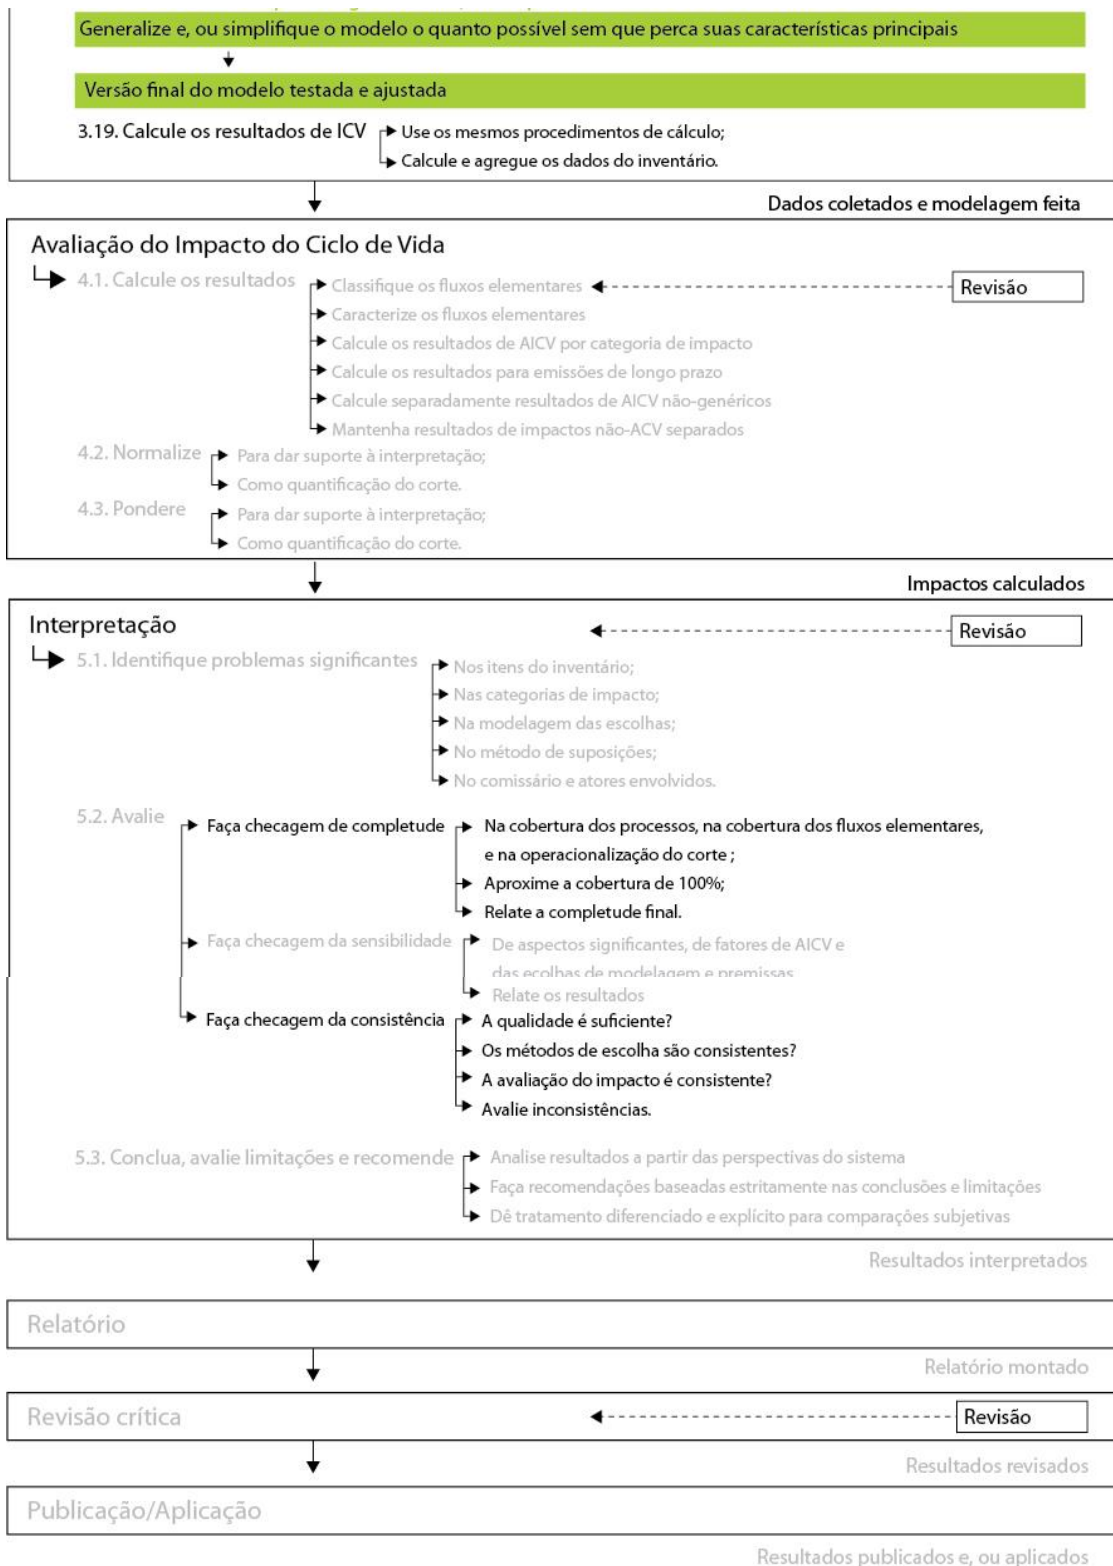 Generalize e, ou simplifique o modelo o quanto possível sem que perca suas características principais
Versão final do modelo testada e ajustada
3.19. Calcule os resultados de ICV
Use os mesmos procedimentos de cálculo;
Calcule e agregue os dados do inventário.
Dados coletados e modelagem feita
Avaliação do Impacto do Ciclo de Vida
4.1. Calcule os resultados
Classifique os fluxos elementares
Revisão
Caracterize os fluxos elementares
Calcule os resultados de AICV por categoria de impacto
Calcule os resultados para emissões de longo prazo
Calcule separadamente resultados de AICV não-genéricos
Mantenha resultados de impactos não-ACV separados
4.2. Normalize
Para dar suporte à interpretação;
Como quantificação do corte.
4.3. Pondere
Para dar suporte à interpretação;
Como quantificação do corte.
Impactos calculados
Interpretação
Revisão
5.1. Identifique problemas significantes
Nos itens do inventário;
Nas categorias de impacto;
Na modelagem das escolhas;
No método de suposições;
No comissário e atores envolvidos.
5.2. Avalie
Faça checagem de completude
Na cobertura dos processos, na cobertura dos fluxos elementares,
e na operacionalização do corte ;
Aproxime a cobertura de 100%;
Relate a completude final.
Faça checagem da sensibilidade
De aspectos significantes, de fatores de AICV e
das ecolhas de modelagem e premissas
Relate os resultados
Faça checagem da consistência
A qualidade é suficiente?
Os métodos de escolha são consistentes?
A avaliação do impacto é consistente?
Avalie inconsistências.
5.3. Conclua, avalie limitações e recomende
Analise resultados a partir das perspectivas do sistema
Faça recomendações baseadas estritamente nas conclusões e limitações
Dê tratamento diferenciado e explícito para comparações subjetivas
Resultados interpretados
Relatório
Relatório montado
Revisão crítica
Revisão
Resultados revisados
Publicação/Aplicação
Resultados publicados e, ou aplicados